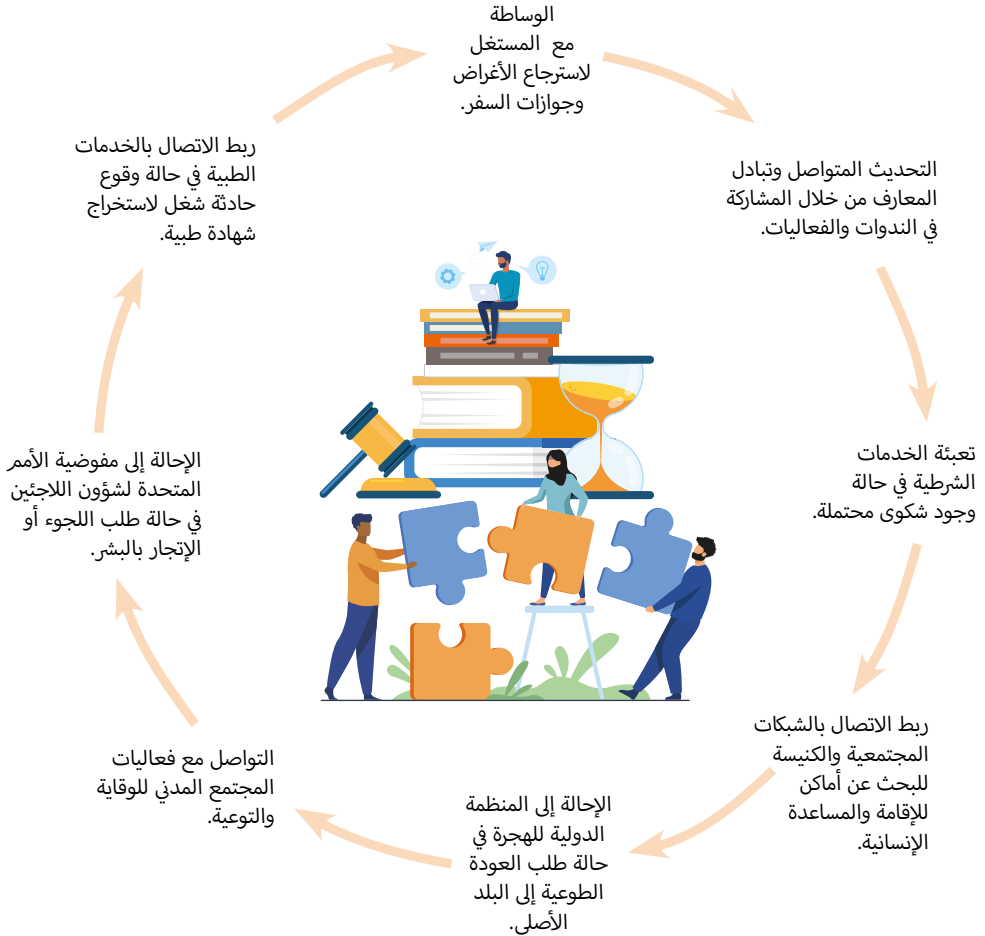 الوساطة
مع المستغل
لاسترجاع الأغراض
وجوازات السفر.
التحديث المتواصل وتبادل
المعارف من خلال المشاركة
في الندوات والفعاليات.
تعبئة الخدمات
الشرطية في حالة
وجود شكوى محتملة.
ربط الاتصال بالشبكات
المجتمعية والكنيسة
للبحث عن أماكن
للإقامة والمساعدة
الإنسانية.
الإحالة إلى المنظمة
الدولية للهجرة في
حالة طلب العودة
الطوعية إلى البلد
الأصلي.
التواصل مع فعاليات
المجتمع المدني للوقاية
والتوعية.
الإحالة إلى مفوضية الأمم
المتحدة لشؤون اللاجئين
في حالة طلب اللجوء أو
الإتجار بالبشر.
ربط الاتصال بالخدمات
الطبية في حالة وقوع
حادثة شغل لاستخراج
شهادة طبية.